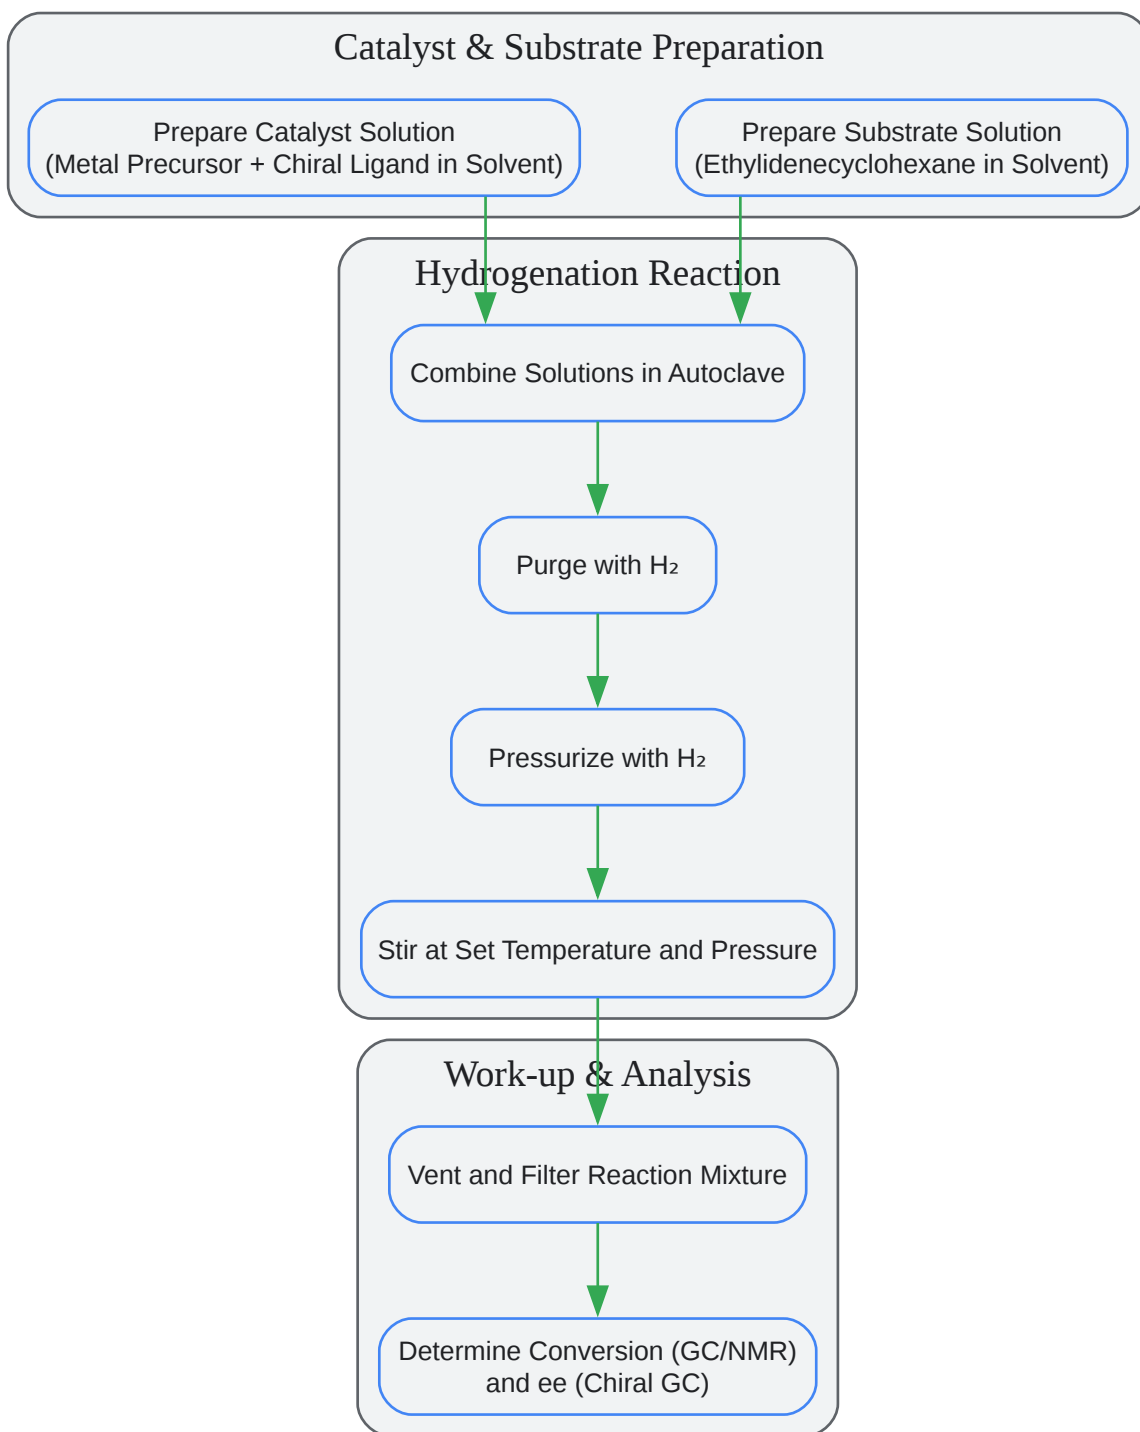 Catalyst & Substrate Preparation
Prepare Catalyst Solution
(Metal Precursor + Chiral Ligand in Solvent)
Prepare Substrate Solution
(Ethylidenecyclohexane in Solvent)
Hydrogenation Reaction
Combine Solutions in Autoclave
Purge with H₂
Pressurize with H₂
Stir at Set Temperature and Pressure
Work-up & Analysis
Vent and Filter Reaction Mixture
Determine Conversion (GC/NMR)
and ee (Chiral GC)